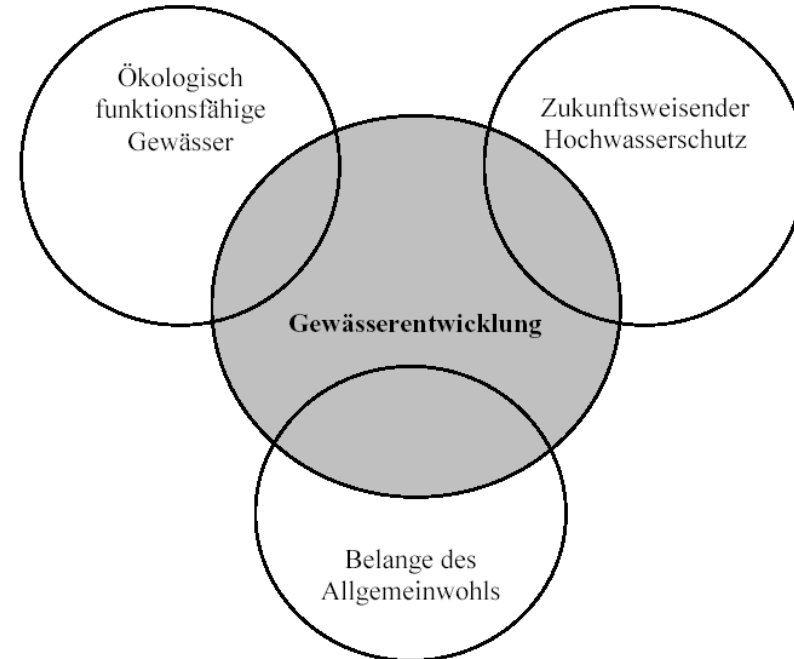 Ökologisch
funktionsfähige
Gewässer
Zukunftsweisender
Hochwasserschutz
Gewässerentwicklung
Belange des
Allgemeinwohls